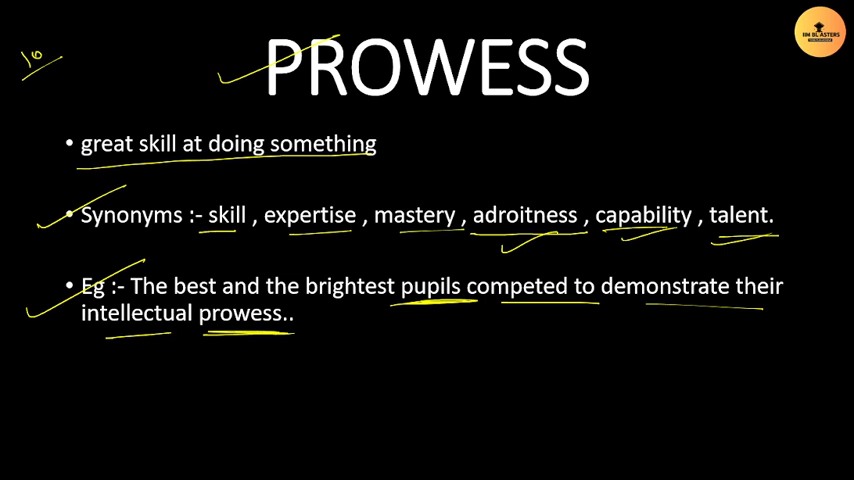 10
PROWESS
• great skill at doing something
• Synonyms :- skill , expertise , mastery , adroitness , capability , talent.
• Eg :- The best and the brightest pupils competed to demonstrate their
intellectual prowess..
IIM BLASTERS